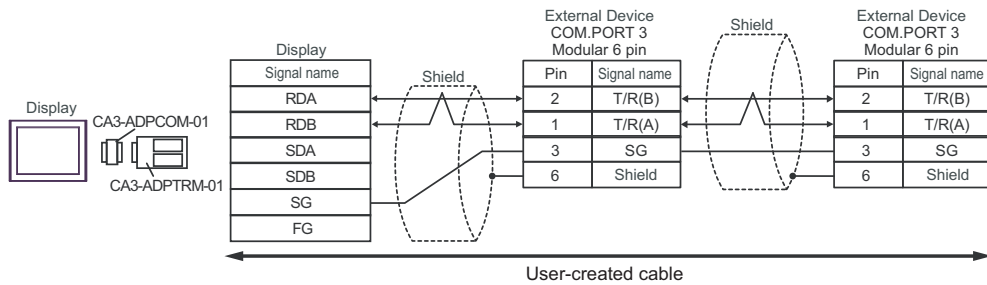 External Device
COM.PORT 3
Modular 6 pin
External Device
COM.PORT 3
Modular 6 pin
Shield
Display
Signal name
Shield
Pin
Signal name
Pin
Signal name
Display
RDA
2
T/R(B)
2
T/R(B)
CA3-ADPCOM-01
RDB
1
T/R(A)
1
T/R(A)
SDA
3
SG
3
SG
CA3-ADPTRM-01
SDB
6
Shield
6
Shield
SG
FG
User-created cable